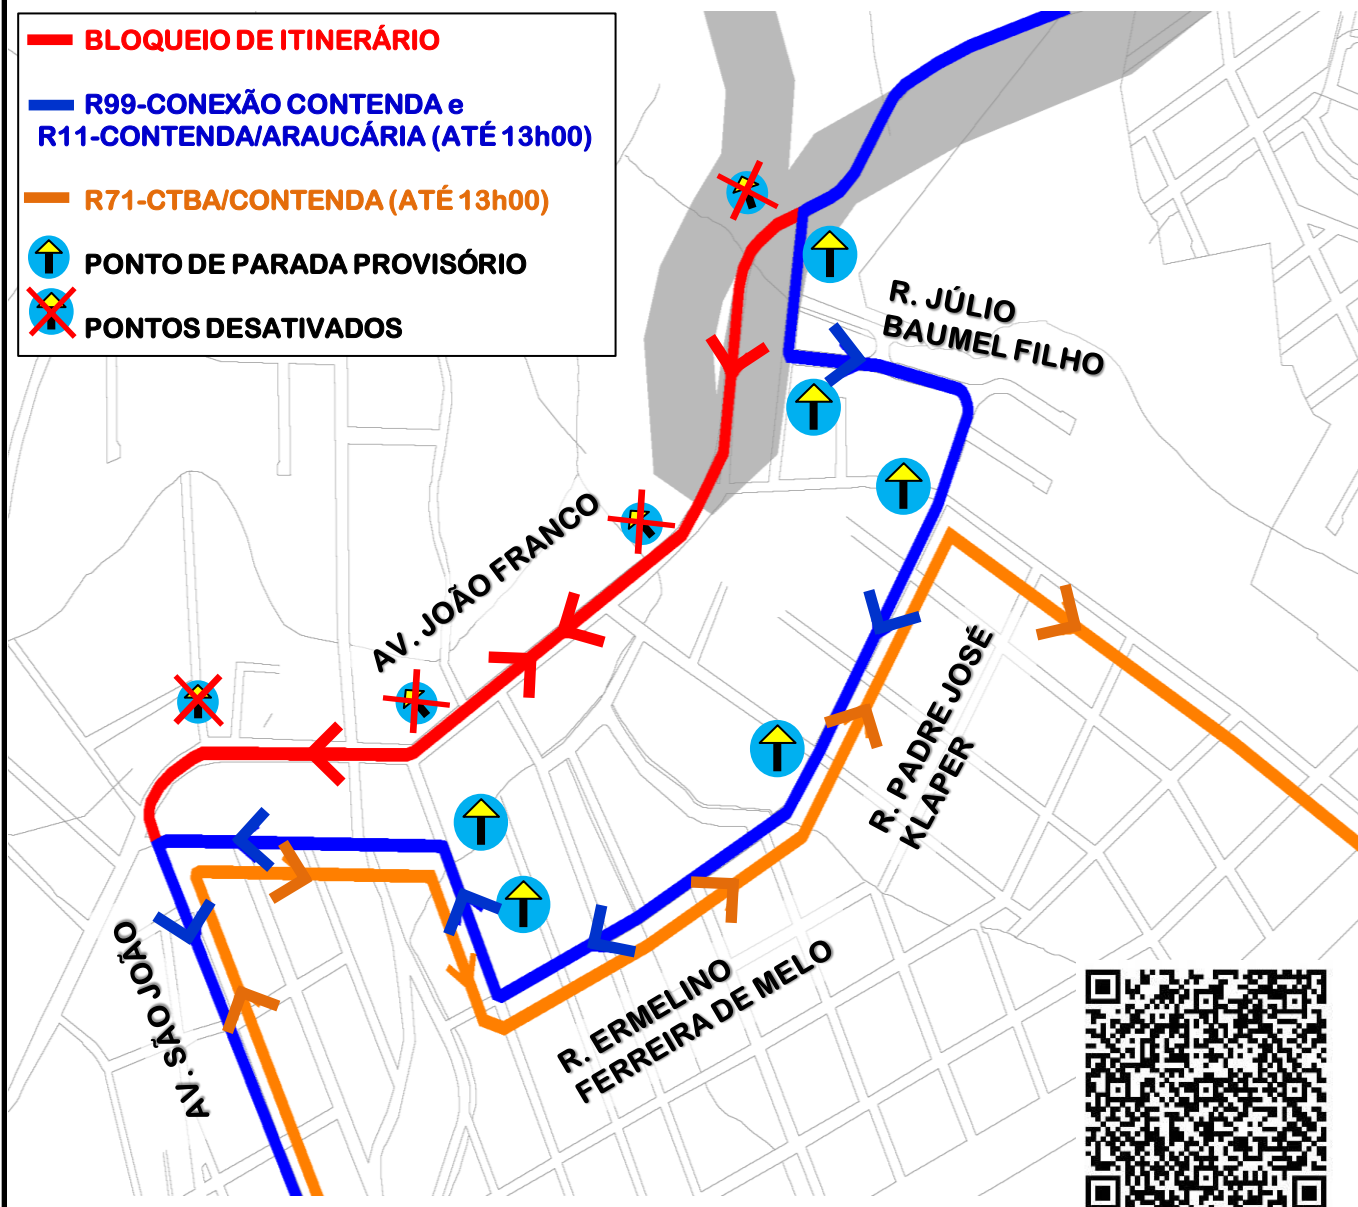 BLOQUEIO DE ITINERÁRIO
R99-CONEXÃO CONTENDA e
R11-CONTENDA/ARAUCÁRIA (ATÉ 13h00)
R71-CTBA/CONTENDA (ATÉ 13h00)
PONTO DE PARADA PROVISÓRIO
PONTOS DESATIVADOS
R. JÚLIO
BAUMEL FILHO
AV. JOÃO FRANCO
R. PADRE JOSÉ
KLAPER
AV. SÃO JOÃO
R. ERMELINO
FERREIRA DE MELO